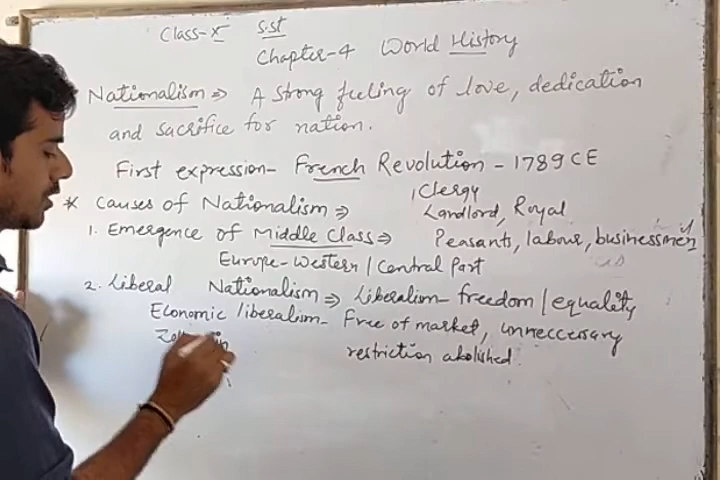 Class-X S.St
Chapter-4 World History
Nationalism ⇒ A strong feeling of love, dedication
and sacrifice for nation.
First expression- French Revolution - 1789 CE
Clergy
* Causes of Nationalism ⇒ Landlord, Royal
1. Emergence of Middle Class ⇒ Peasants, labour, businessmen
Europe-Western/Central Part
2. Liberal Nationalism ⇒ Liberalism- freedom/equality
Economic liberalism- Free of market, unneccersary
restriction abolished.